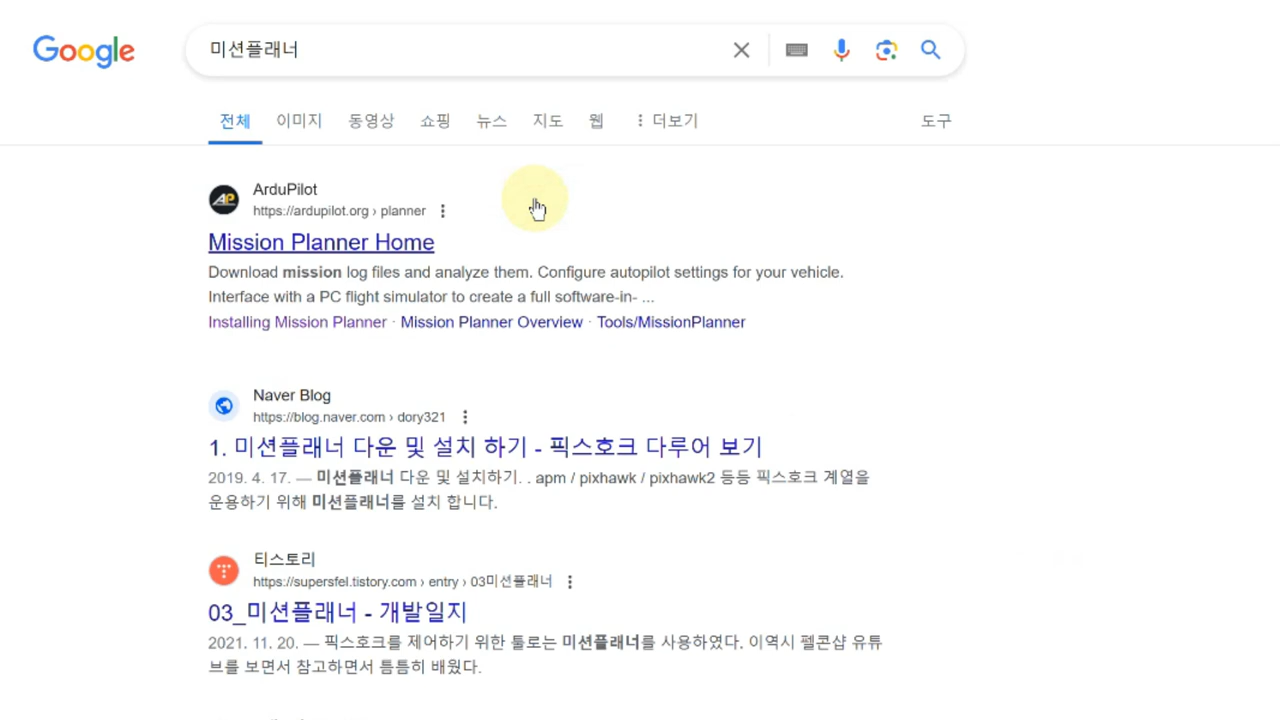 Google
미션플래너
전체 이미지 동영상 쇼핑 뉴스 지도 웹 더보기 도구
ArduPilot
https://ardupilot.org › planner
Mission Planner Home
Download mission log files and analyze them. Configure autopilot settings for your vehicle.
Interface with a PC flight simulator to create a full software-in- ...
Installing Mission Planner · Mission Planner Overview · Tools/MissionPlanner
Naver Blog
https://blog.naver.com › dory321
1. 미션플래너 다운 및 설치 하기 - 픽스호크 다루어 보기
2019. 4. 17. — 미션플래너 다운 및 설치하기. . apm / pixhawk / pixhawk2 등등 픽스호크 계열을
운용하기 위해 미션플래너를 설치 합니다.
티스토리
https://supersfel.tistory.com › entry › 03미션플래너
03_미션플래너 - 개발일지
2021. 11. 20. — 픽스호크를 제어하기 위한 툴로는 미션플래너를 사용하였다. 이역시 펠콘샵 유튜
브를 보면서 참고하면서 틈틈히 배웠다.